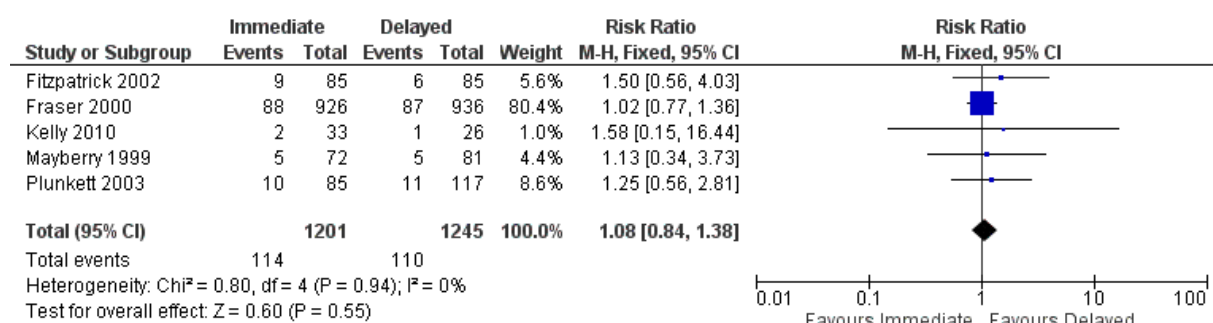 Immediate Delayed Risk Ratio Risk Ratio
Study or Subgroup Events Total Events Total Weight M-H, Fixed, 95% CI M-H, Fixed, 95% CI
Fitzpatrick 2002 9 85 6 85 5.6% 1.50 [0.56, 4.03]
Fraser 2000 88 926 87 936 80.4% 1.02 [0.77, 1.36]
Kelly 2010 2 33 1 26 1.0% 1.58 [0.15, 16.44]
Mayberry 1999 5 72 5 81 4.4% 1.13 [0.34, 3.73]
Plunkett 2003 10 85 11 117 8.6% 1.25 [0.56, 2.81]
Total (95% CI) 1201 1245 100.0% 1.08 [0.84, 1.38]
Total events 114 110
Heterogeneity: Chi² = 0.80, df = 4 (P = 0.94); I² = 0%
Test for overall effect: Z = 0.60 (P = 0.55)
0.01 0.1 1 10 100
Favours Immediate Favours Delayed